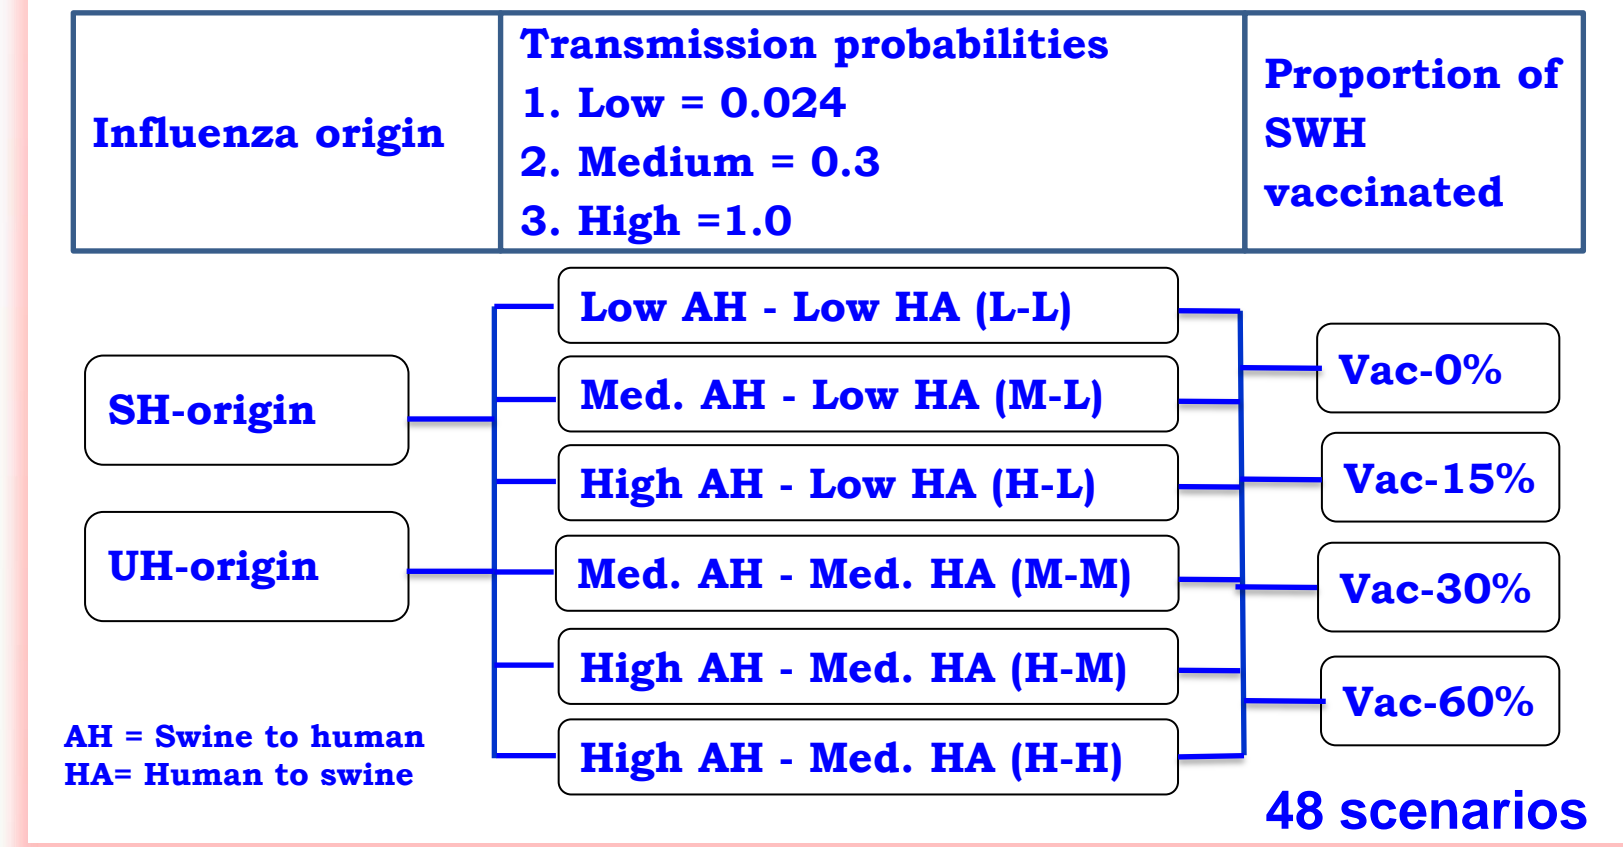 Influenza origin
Transmission probabilities
1. Low = 0.024
2. Medium = 0.3
3. High =1.0
Proportion of
SWH
vaccinated
SH-origin
UH-origin
Low AH - Low HA (L-L)
Med. AH - Low HA (M-L)
High AH - Low HA (H-L)
Med. AH - Med. HA (M-M)
High AH - Med. HA (H-M)
High AH - Med. HA (H-H)
Vac-0%
Vac-15%
Vac-30%
Vac-60%
AH = Swine to human
HA= Human to swine
48 scenarios